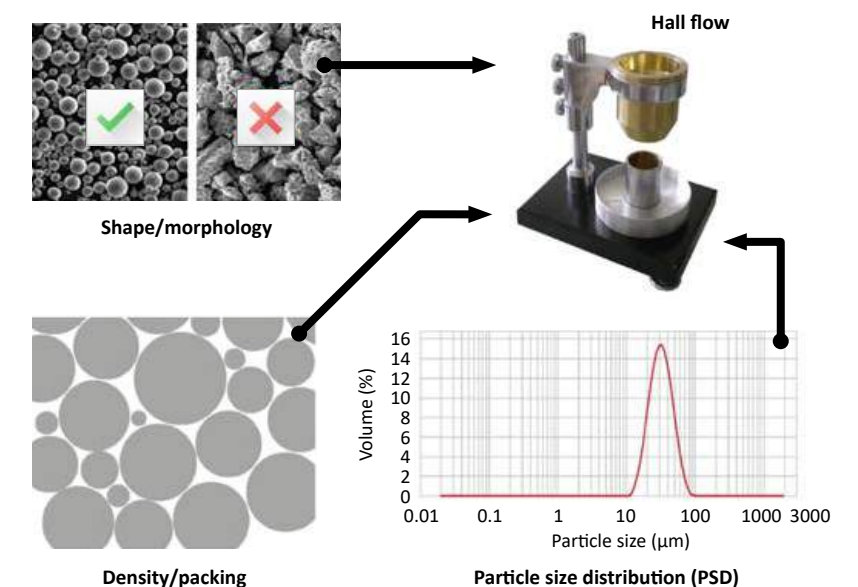 Hall flow
Shape/morphology
16
14
12
10
8
6
4
2
0
Volume (%)
0.01 0.1 1 10 100 1000 3000
Particle size (µm)
Density/packing
Particle size distribution (PSD)